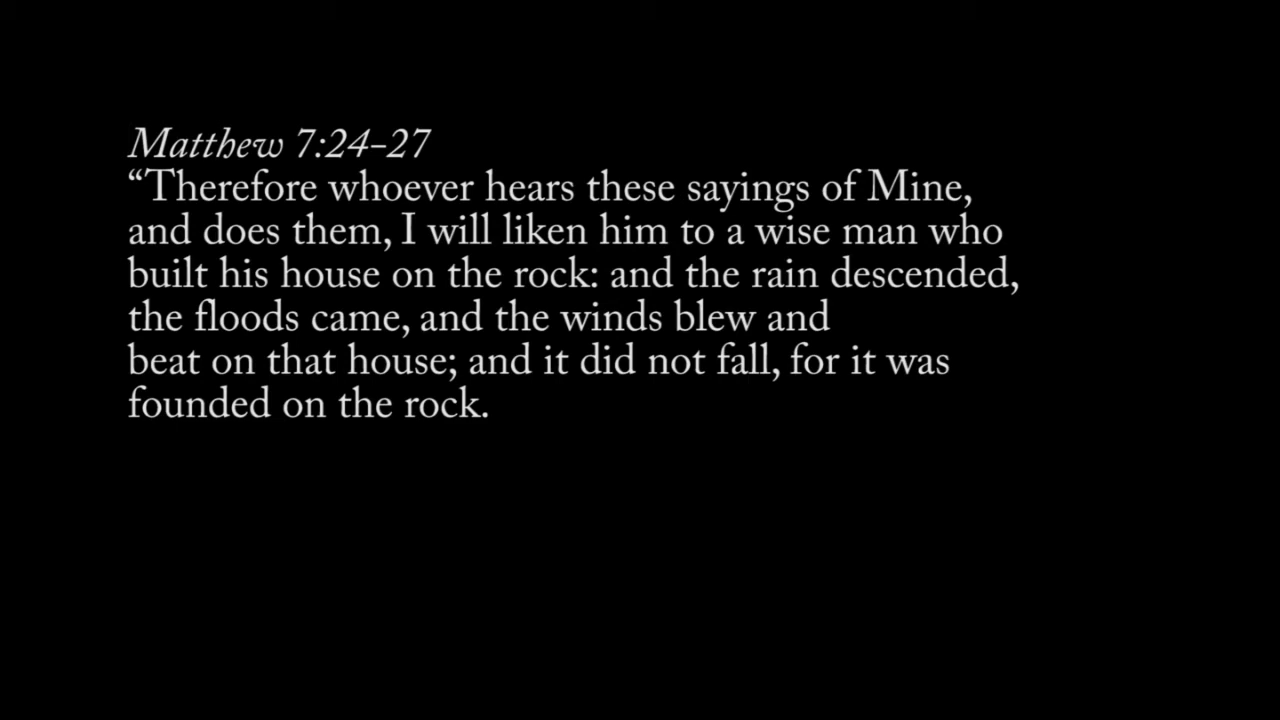 Matthew 7:24–27
“Therefore whoever hears these sayings of Mine,
and does them, I will liken him to a wise man who
built his house on the rock: and the rain descended,
the floods came, and the winds blew and
beat on that house; and it did not fall, for it was
founded on the rock.